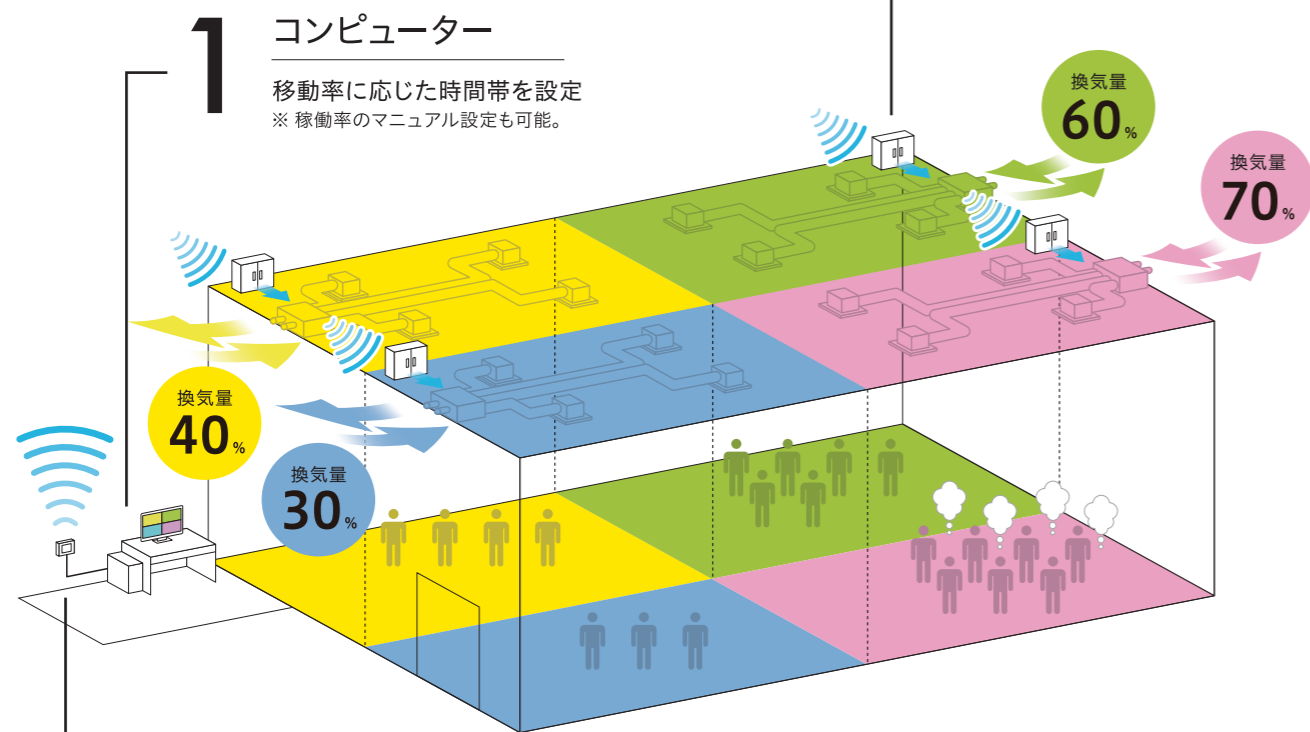 1
コンピューター
移動率に応じた時間帯を設定
※ 稼働率のマニュアル設定も可能。
換気量
60%
換気量
70%
換気量
40%
換気量
30%